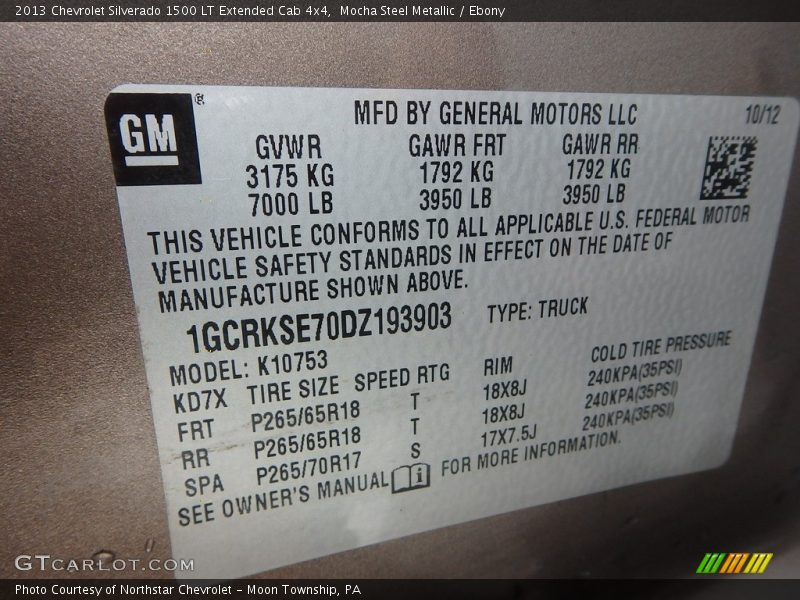 2013 Chevrolet Silverado 1500 LT Extended Cab 4x4,  Mocha Steel Metallic / Ebony
GM ®
MFD BY GENERAL MOTORS LLC 10/12
GVWR GAWR FRT GAWR RR
3175 KG 1792 KG 1792 KG
7000 LB 3950 LB 3950 LB
THIS VEHICLE CONFORMS TO ALL APPLICABLE U.S. FEDERAL MOTOR
VEHICLE SAFETY STANDARDS IN EFFECT ON THE DATE OF
MANUFACTURE SHOWN ABOVE.
1GCRKSE70DZ193903 TYPE: TRUCK
MODEL: K10753
KD7X TIRE SIZE SPEED RTG RIM COLD TIRE PRESSURE
FRT P265/65R18 T 18X8J 240KPA(35PSI)
RR P265/65R18 T 18X8J 240KPA(35PSI)
SPA P265/70R17 S 17X7.5J 240KPA(35PSI)
SEE OWNER'S MANUAL i FOR MORE INFORMATION.
GTCARLOT.COM
Photo Courtesy of Northstar Chevrolet - Moon Township, PA